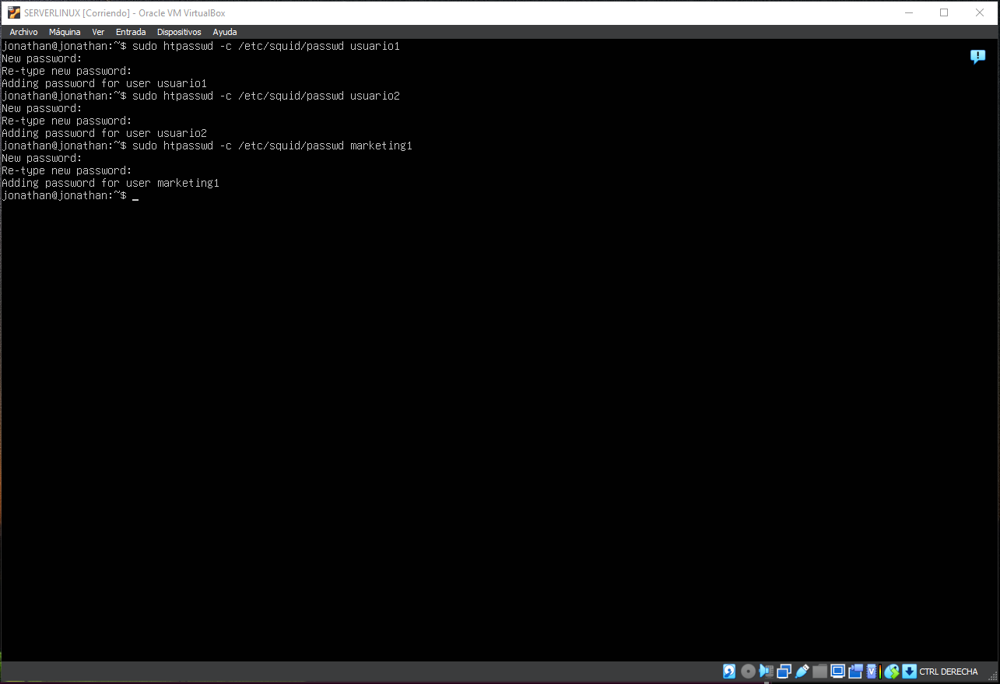 SERVERLINUX [Corriendo] - Oracle VM VirtualBox
Archivo Máquina Ver Entrada Dispositivos Ayuda
jonathan@jonathan:~$ sudo htpasswd -c /etc/squid/passwd usuario1
New password:
Re-type new password:
Adding password for user usuario1
jonathan@jonathan:~$ sudo htpasswd -c /etc/squid/passwd usuario2
New password:
Re-type new password:
Adding password for user usuario2
jonathan@jonathan:~$ sudo htpasswd -c /etc/squid/passwd marketing1
New password:
Re-type new password:
Adding password for user marketing1
jonathan@jonathan:~$ _
CTRL DERECHA